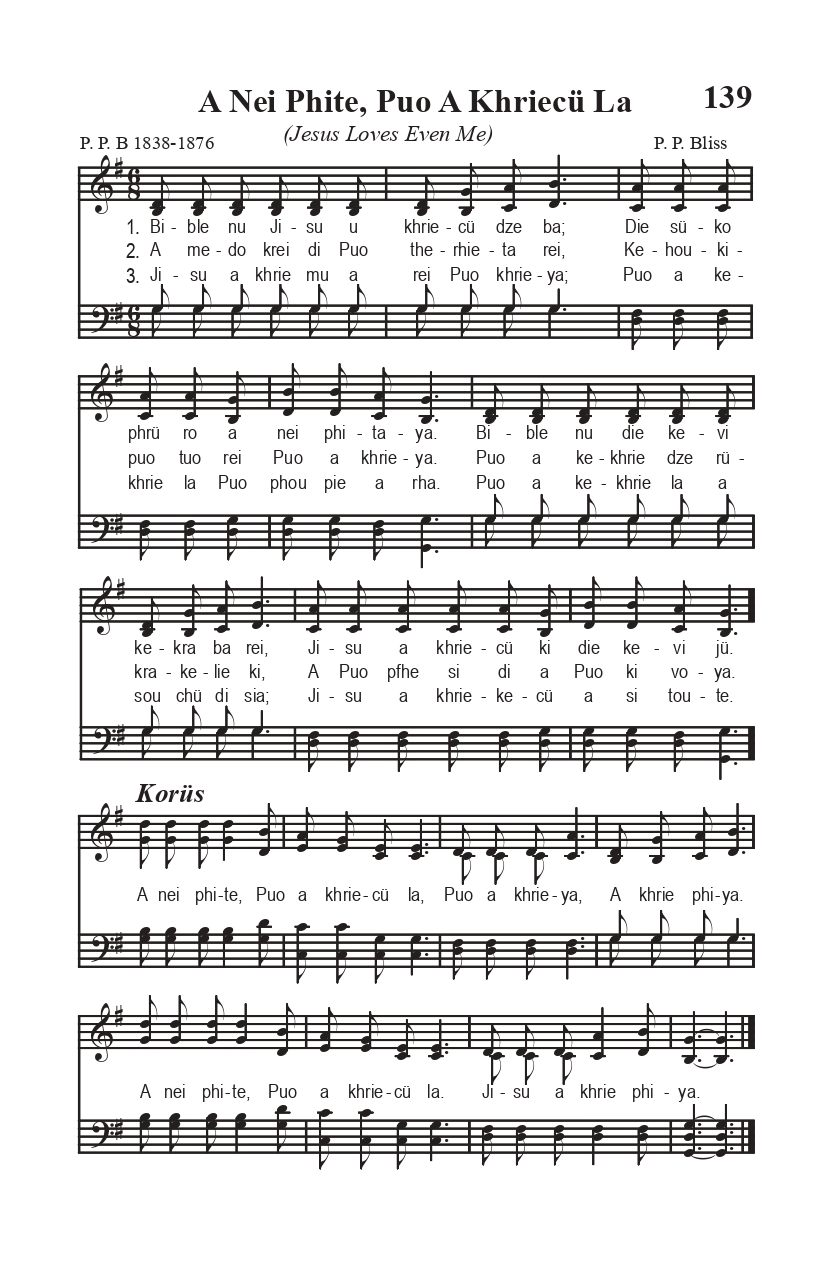 A Nei Phite, Puo A Khriecü La 139
(Jesus Loves Even Me)
P. P. B 1838-1876 P. P. Bliss
1. Bi - ble nu Ji - su u khrie - cü dze ba; Die sü - ko
2. A me - do krei di Puo the - rhie - ta rei, Ke - hou - ki -
3. Ji - su a khrie mu a rei Puo khrie - ya; Puo a ke -
phrü ro a nei phi - ta - ya. Bi - ble nu die ke - vi
puo tuo rei Puo a khrie - ya. Puo a ke - khrie dze rü -
khrie la Puo phou pie a rha. Puo a ke - khrie la a
ke - kra ba rei, Ji - su a khrie - cü ki die ke - vi jü.
kra - ke - lie ki, A Puo pfhe si di a Puo ki vo - ya.
sou chü di sia; Ji - su a khrie - ke - cü a si tou - te.
Korüs
A nei phi - te, Puo a khrie - cü la, Puo a khrie - ya, A khrie phi - ya.
A nei phi - te, Puo a khrie - cü la. Ji - su a khrie phi - ya.